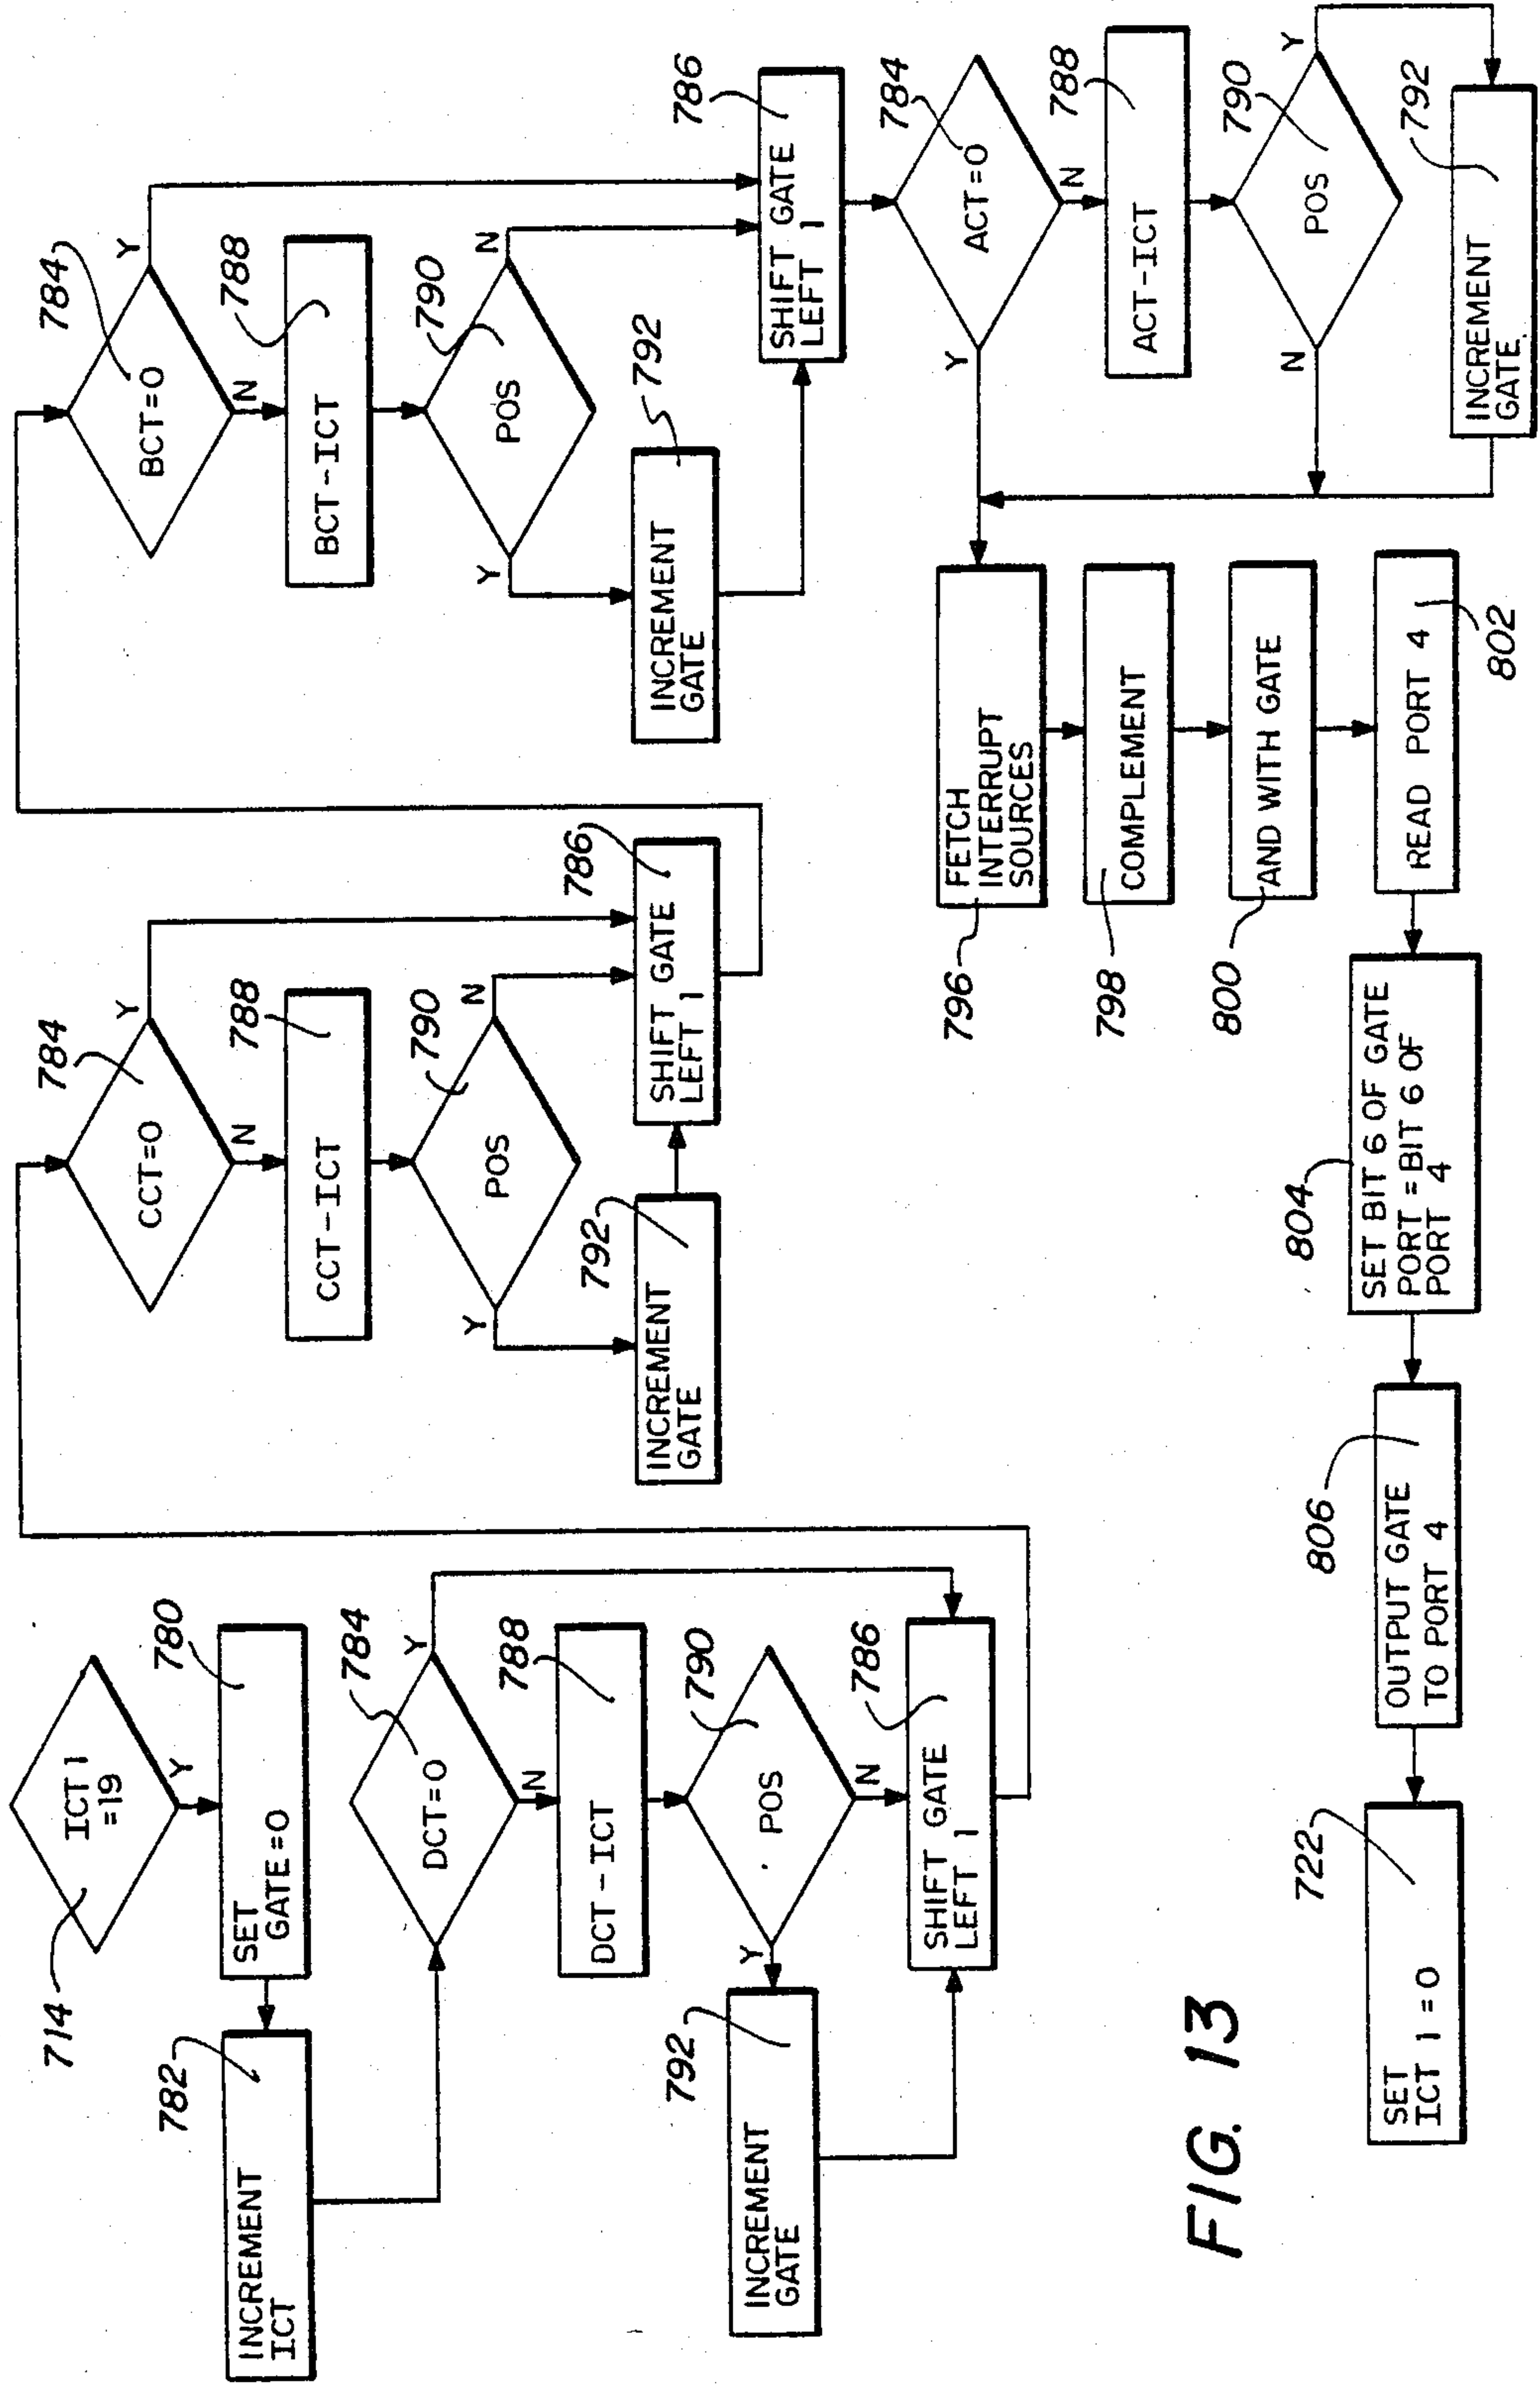 714
ICT 1
=19
Y
780
SET
GATE=0
782
INCREMENT
ICT
784
DCT=0
Y
N
788
DCT-ICT
790
POS
Y
N
792
INCREMENT
GATE
786
SHIFT GATE
LEFT 1
784
CCT=0
Y
N
788
CCT-ICT
790
POS
Y
N
792
INCREMENT
GATE
786
SHIFT GATE
LEFT 1
784
BCT=0
Y
N
788
BCT-ICT
790
POS
Y
N
792
INCREMENT
GATE
786
SHIFT GATE
LEFT 1
784
ACT=0
Y
N
788
ACT-ICT
790
POS
N
Y
792
INCREMENT
GATE
796
FETCH
INTERRUPT
SOURCES
798
COMPLEMENT
800
AND WITH GATE
802
READ PORT 4
804
SET BIT 6 OF GATE
PORT = BIT 6 OF
PORT 4
806
OUTPUT GATE
TO PORT 4
722
SET
ICT 1 = 0
FIG. 13